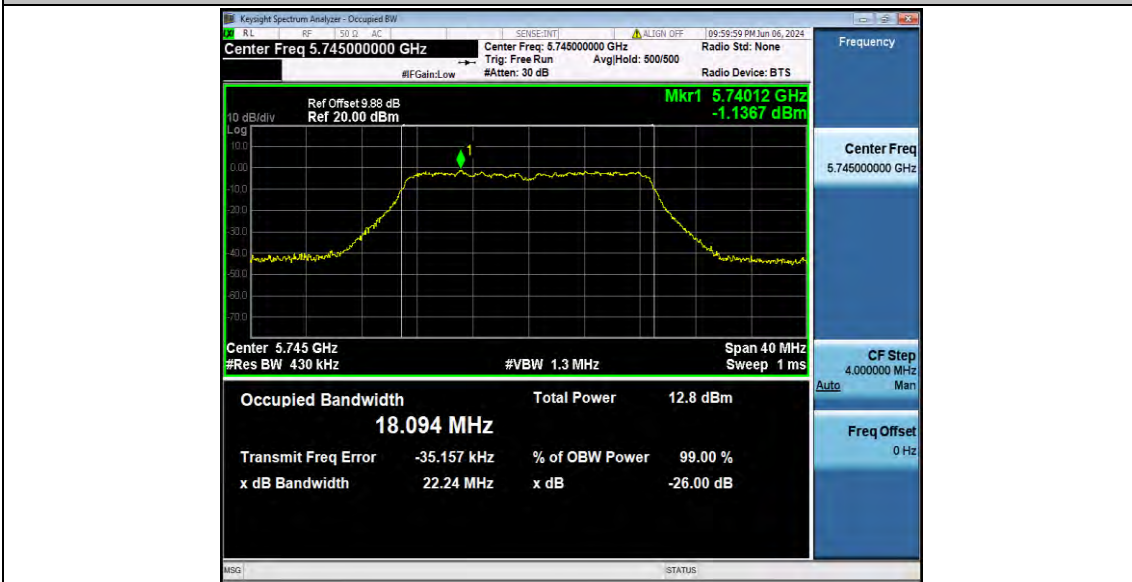 Keysight Spectrum Analyzer - Occupied BW
RL RF 50 Ω AC SENSE:INT ALIGN OFF 09:59:59 PM Jun 06, 2024
Center Freq 5.745000000 GHz
Center Freq: 5.745000000 GHz
Radio Std: None
Trig: Free Run
Avg|Hold: 500/500
#IFGain:Low
#Atten: 30 dB
Radio Device: BTS
Frequency
Mkr1 5.74012 GHz
-1.1367 dBm
Ref Offset 9.88 dB
10 dB/div
Ref 20.00 dBm
Log
10.0
0.00
-10.0
-20.0
-30.0
-40.0
-50.0
-60.0
-70.0
1
Center Freq
5.745000000 GHz
Center 5.745 GHz
Span 40 MHz
#Res BW 430 kHz
#VBW 1.3 MHz
Sweep 1 ms
CF Step
4.000000 MHz
Auto Man
Occupied Bandwidth
Total Power 12.8 dBm
18.094 MHz
Freq Offset
0 Hz
Transmit Freq Error -35.157 kHz
% of OBW Power 99.00 %
x dB Bandwidth 22.24 MHz
x dB -26.00 dB
MSG
STATUS